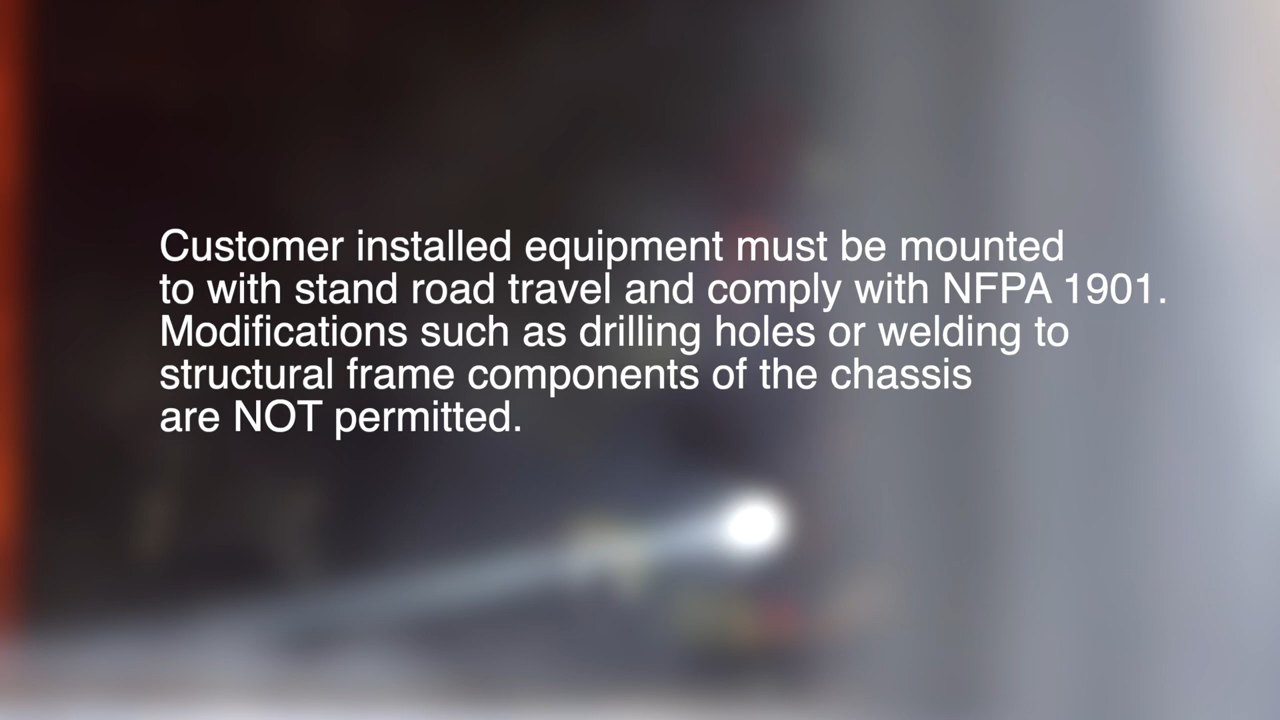 Customer installed equipment must be mounted
to with stand road travel and comply with NFPA 1901.
Modifications such as drilling holes or welding to
structural frame components of the chassis
are NOT permitted.